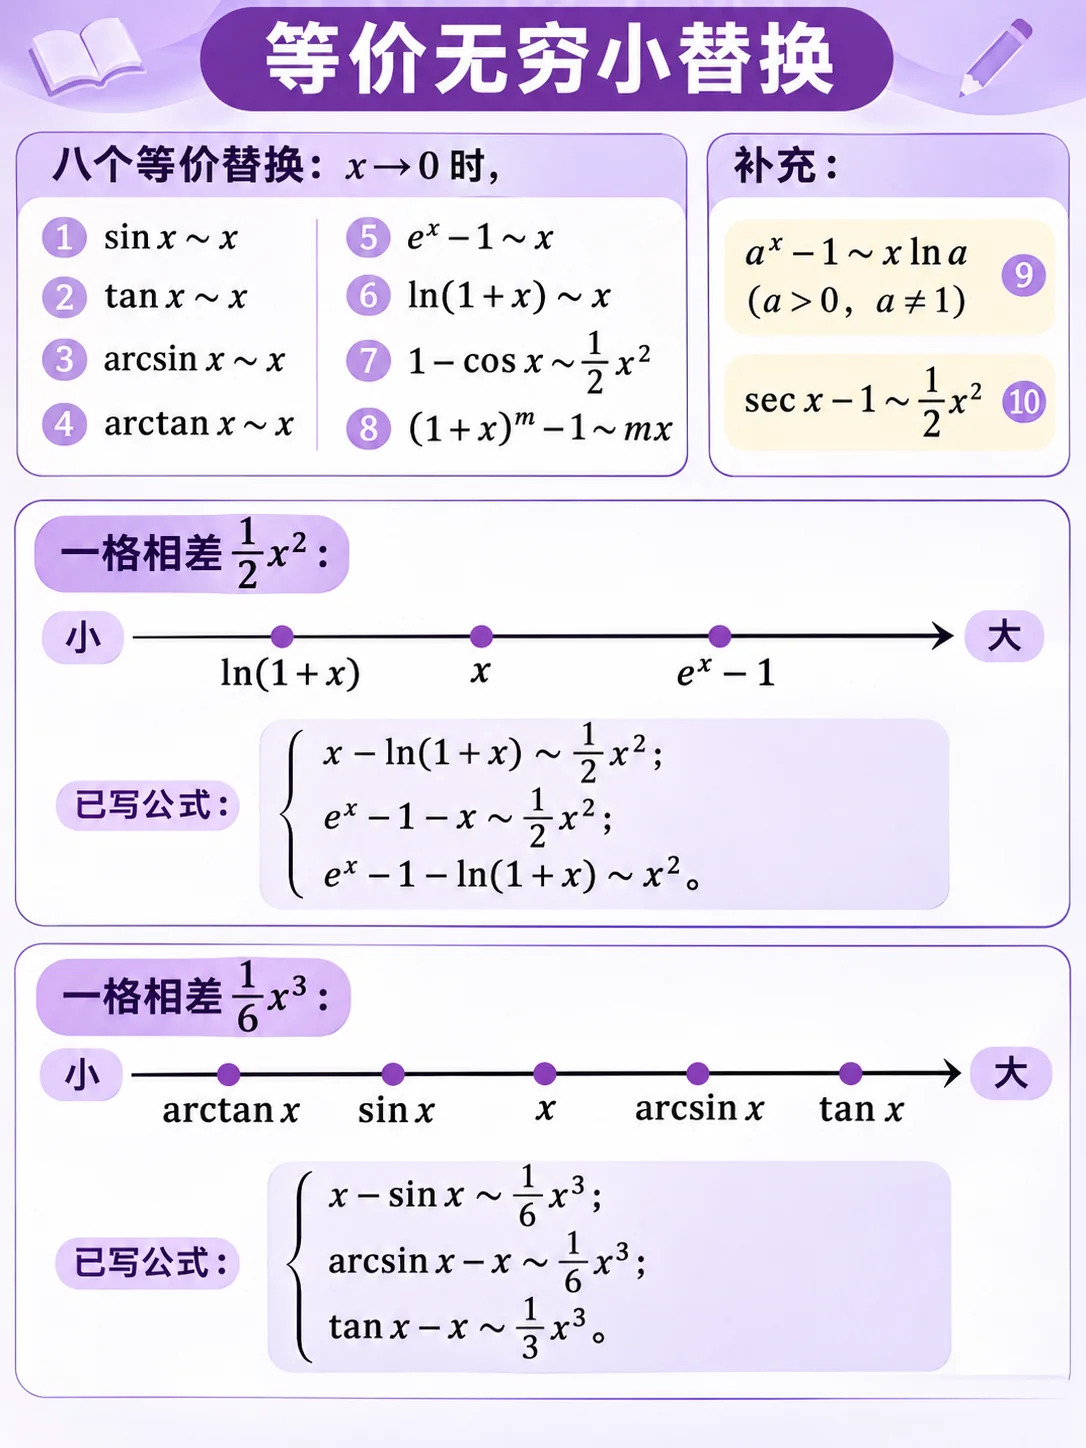 等价无穷小替换
八个等价替换：x→0 时，
① sin x ~ x
② tan x ~ x
③ arcsin x ~ x
④ arctan x ~ x
⑤ eˣ − 1 ~ x
⑥ ln(1 + x) ~ x
⑦ 1 − cos x ~ 1/2 x²
⑧ (1 + x)ᵐ − 1 ~ mx
补充：
aˣ − 1 ~ x ln a
(a > 0，a ≠ 1) ⑨
sec x − 1 ~ 1/2 x² ⑩
一格相差 1/2 x²：
小 大
ln(1 + x) x eˣ − 1
已写公式：
x − ln(1 + x) ~ 1/2 x²；
eˣ − 1 − x ~ 1/2 x²；
eˣ − 1 − ln(1 + x) ~ x²。
一格相差 1/6 x³：
小 大
arctan x sin x x arcsin x tan x
已写公式：
x − sin x ~ 1/6 x³；
arcsin x − x ~ 1/6 x³；
tan x − x ~ 1/3 x³。